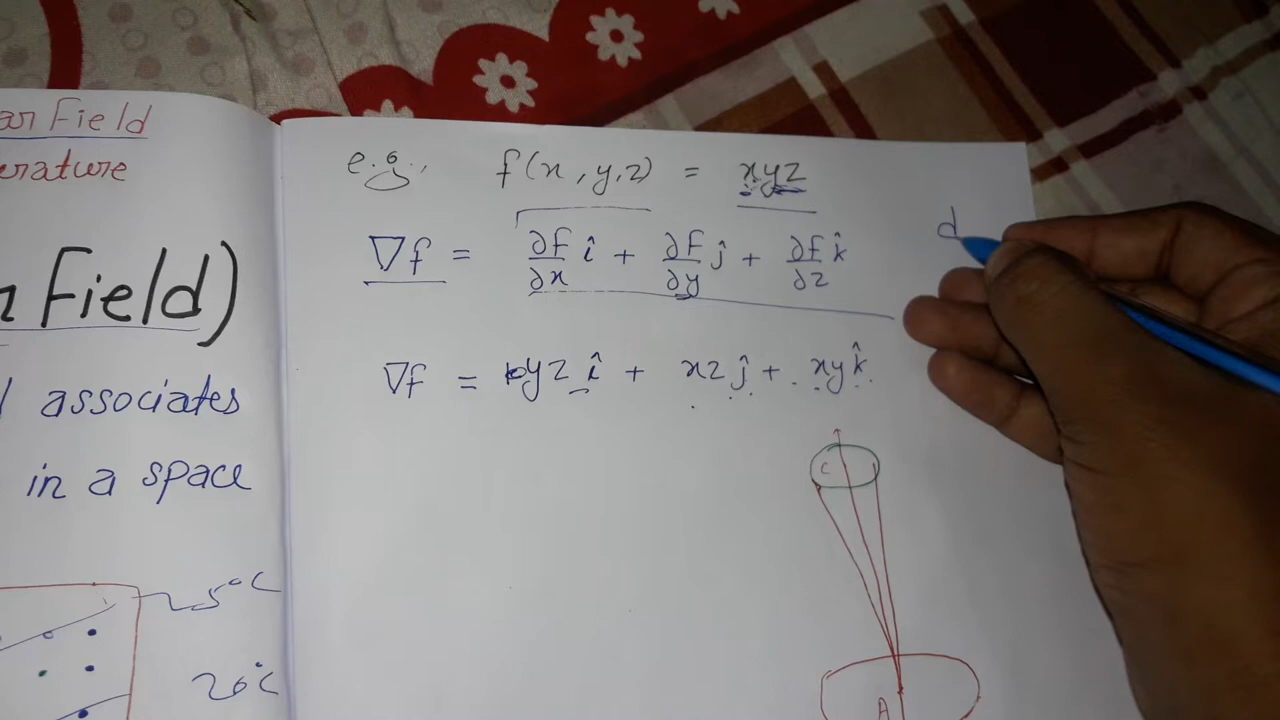 ar Field
erature
Field)
associates
in a space
25°C
20°C
e.g., f(x, y, z) = xyz
∇f = ∂f/∂x î + ∂f/∂y ĵ + ∂f/∂z k̂
d
∇f = yz î + xz ĵ + xy k̂
C
A